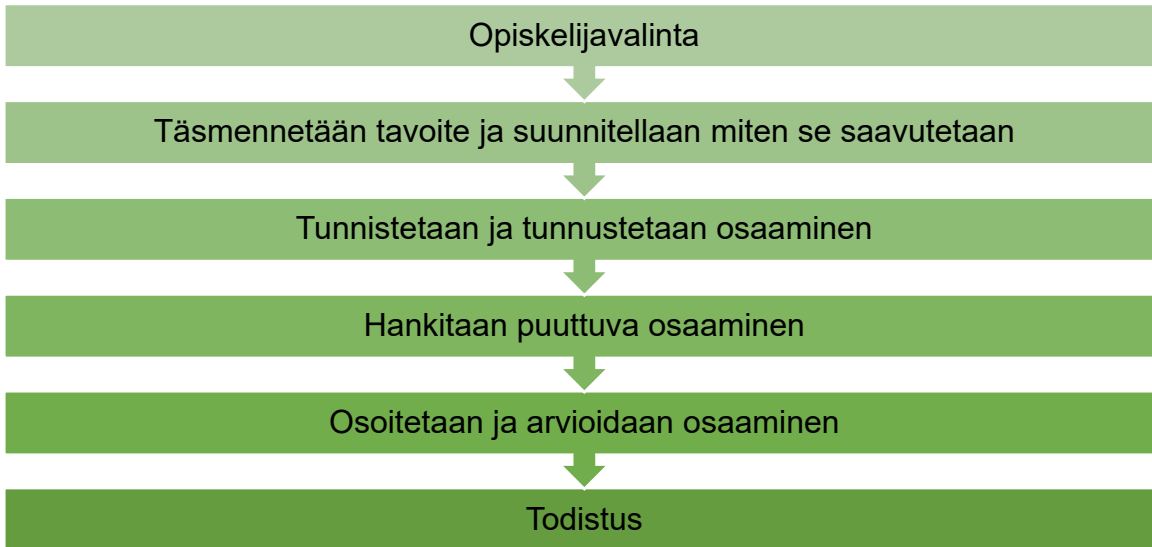 Opiskelijavalinta
Täsmennetään tavoite ja suunnitellaan miten se saavutetaan
Tunnistetaan ja tunnustetaan osaaminen
Hankitaan puuttuva osaaminen
Osoitetaan ja arvioidaan osaaminen
Todistus